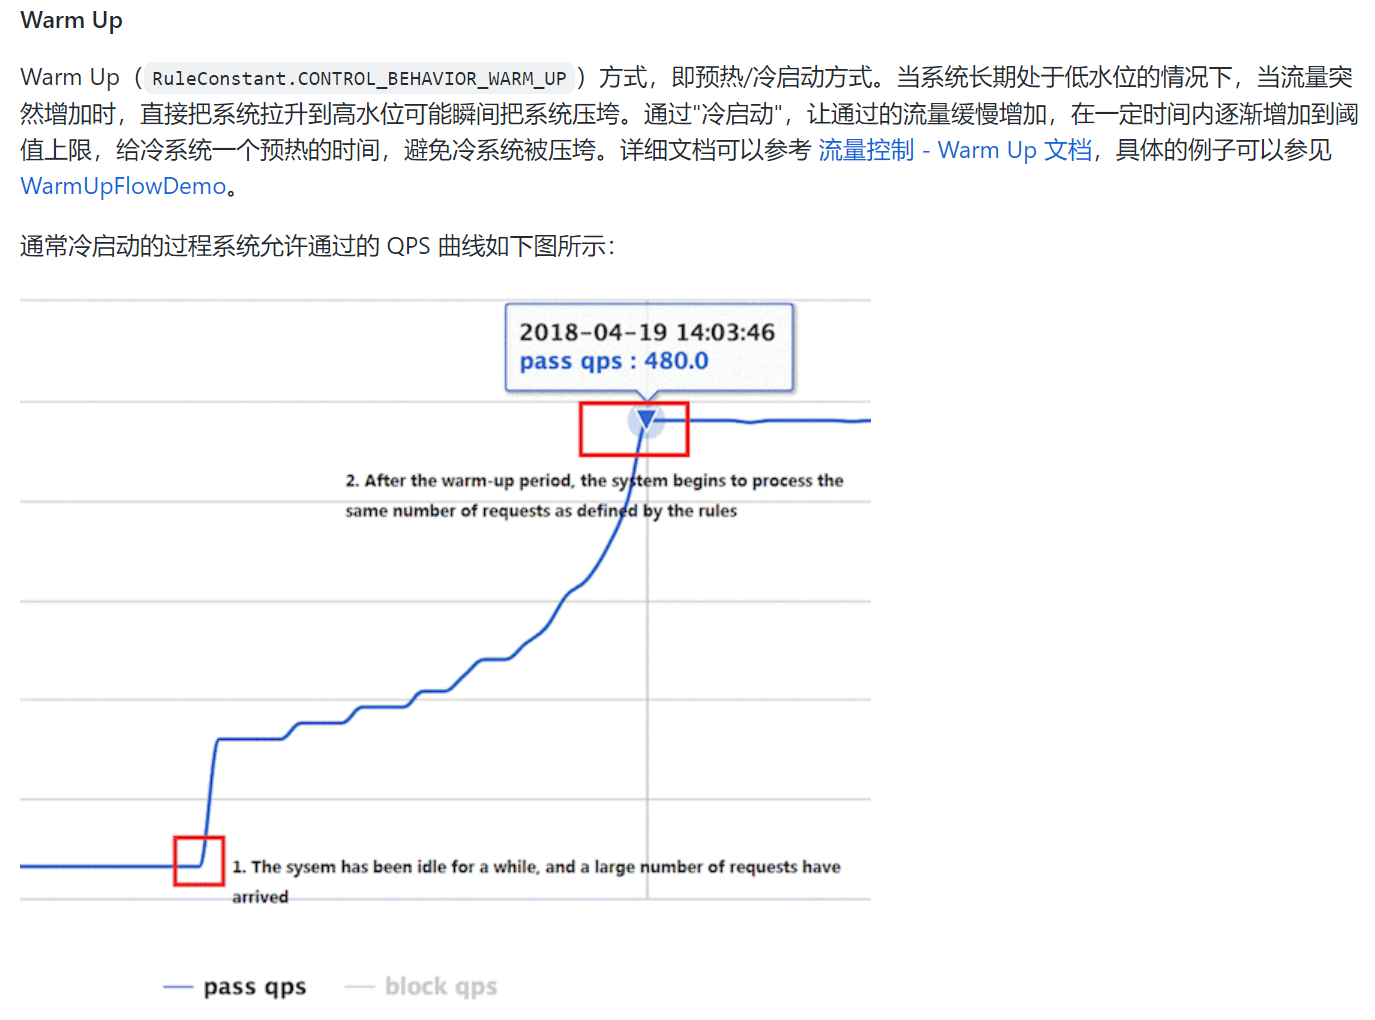 Warm Up
Warm Up（RuleConstant.CONTROL_BEHAVIOR_WARM_UP）方式，即预热/冷启动方式。当系统长期处于低水位的情况下，当流量突
然增加时，直接把系统拉升到高水位可能瞬间把系统压垮。通过"冷启动"，让通过的流量缓慢增加，在一定时间内逐渐增加到阈
值上限，给冷系统一个预热的时间，避免冷系统被压垮。详细文档可以参考 流量控制 - Warm Up 文档，具体的例子可以参见
WarmUpFlowDemo。
通常冷启动的过程系统允许通过的 QPS 曲线如下图所示：
2018-04-19 14:03:46
pass qps : 480.0
2. After the warm-up period, the system begins to process the
same number of requests as defined by the rules
1. The sysem has been idle for a while, and a large number of requests have
arrived
pass qps
block qps